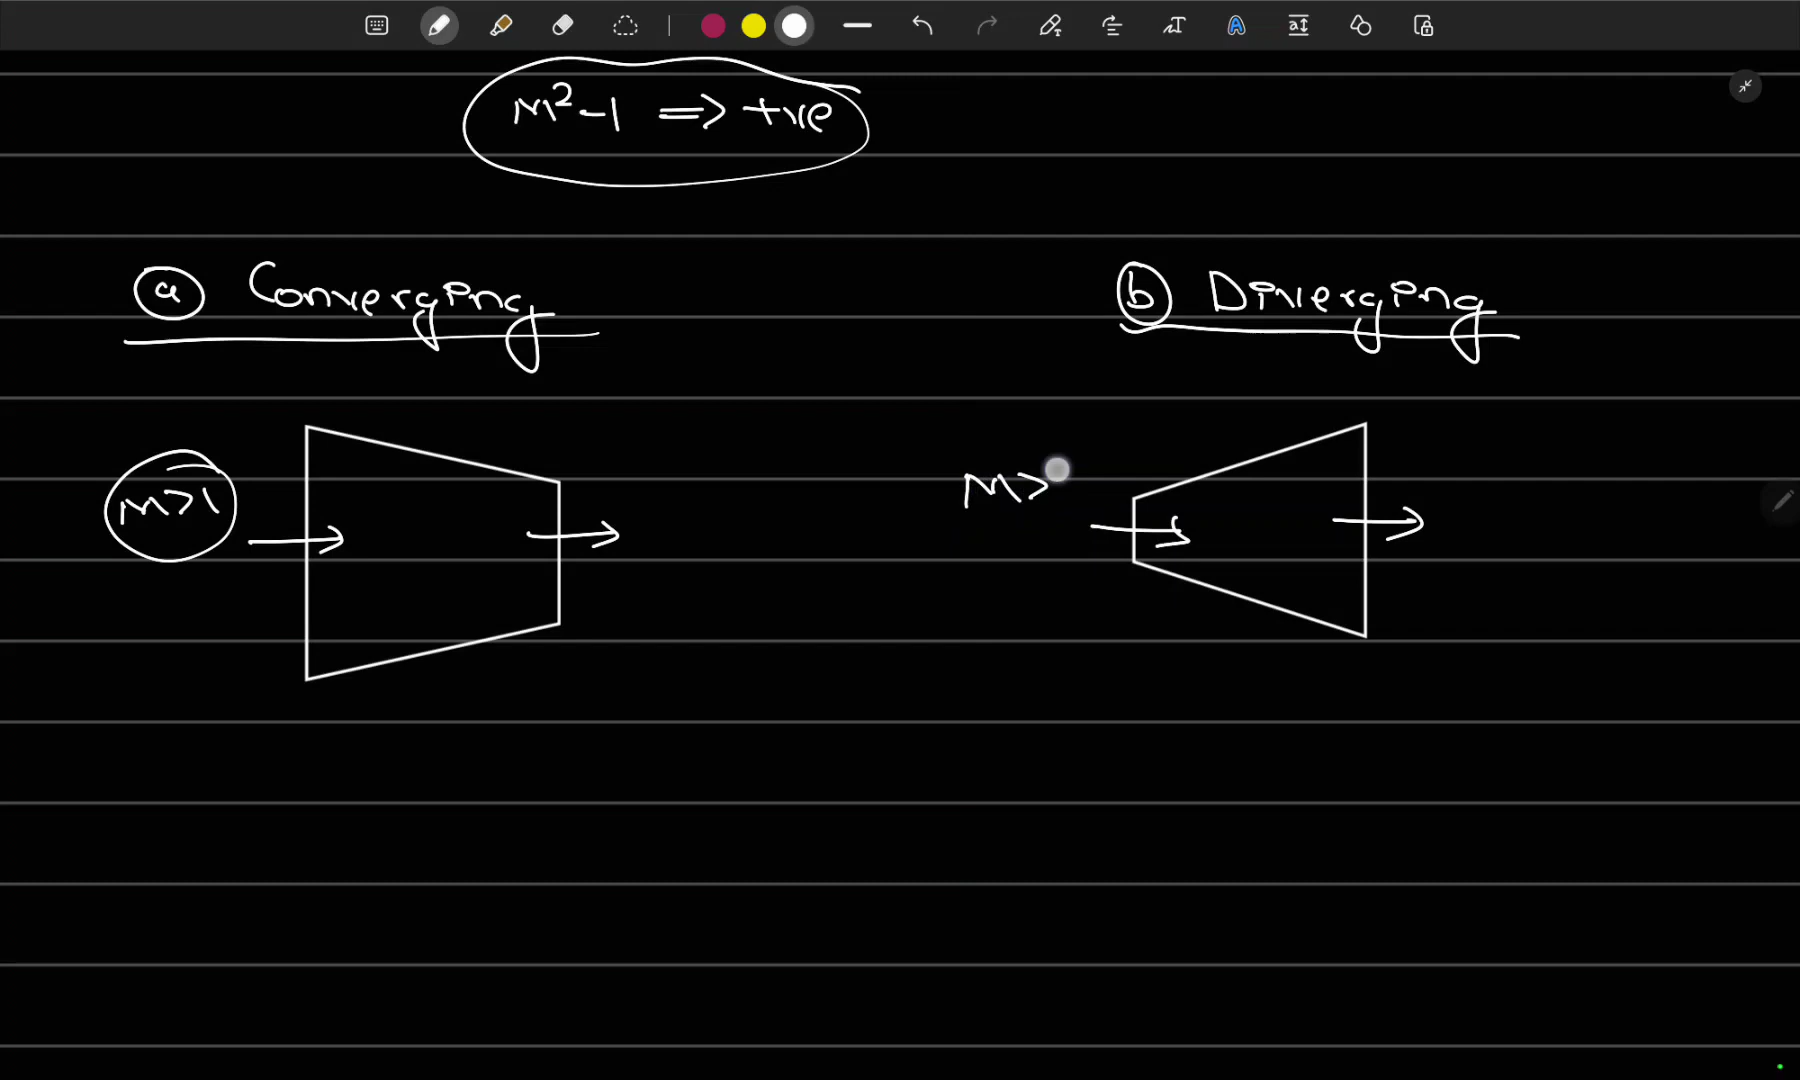 M² -1 => +ve
(a) Converging
(b) Diverging
M>1
M>